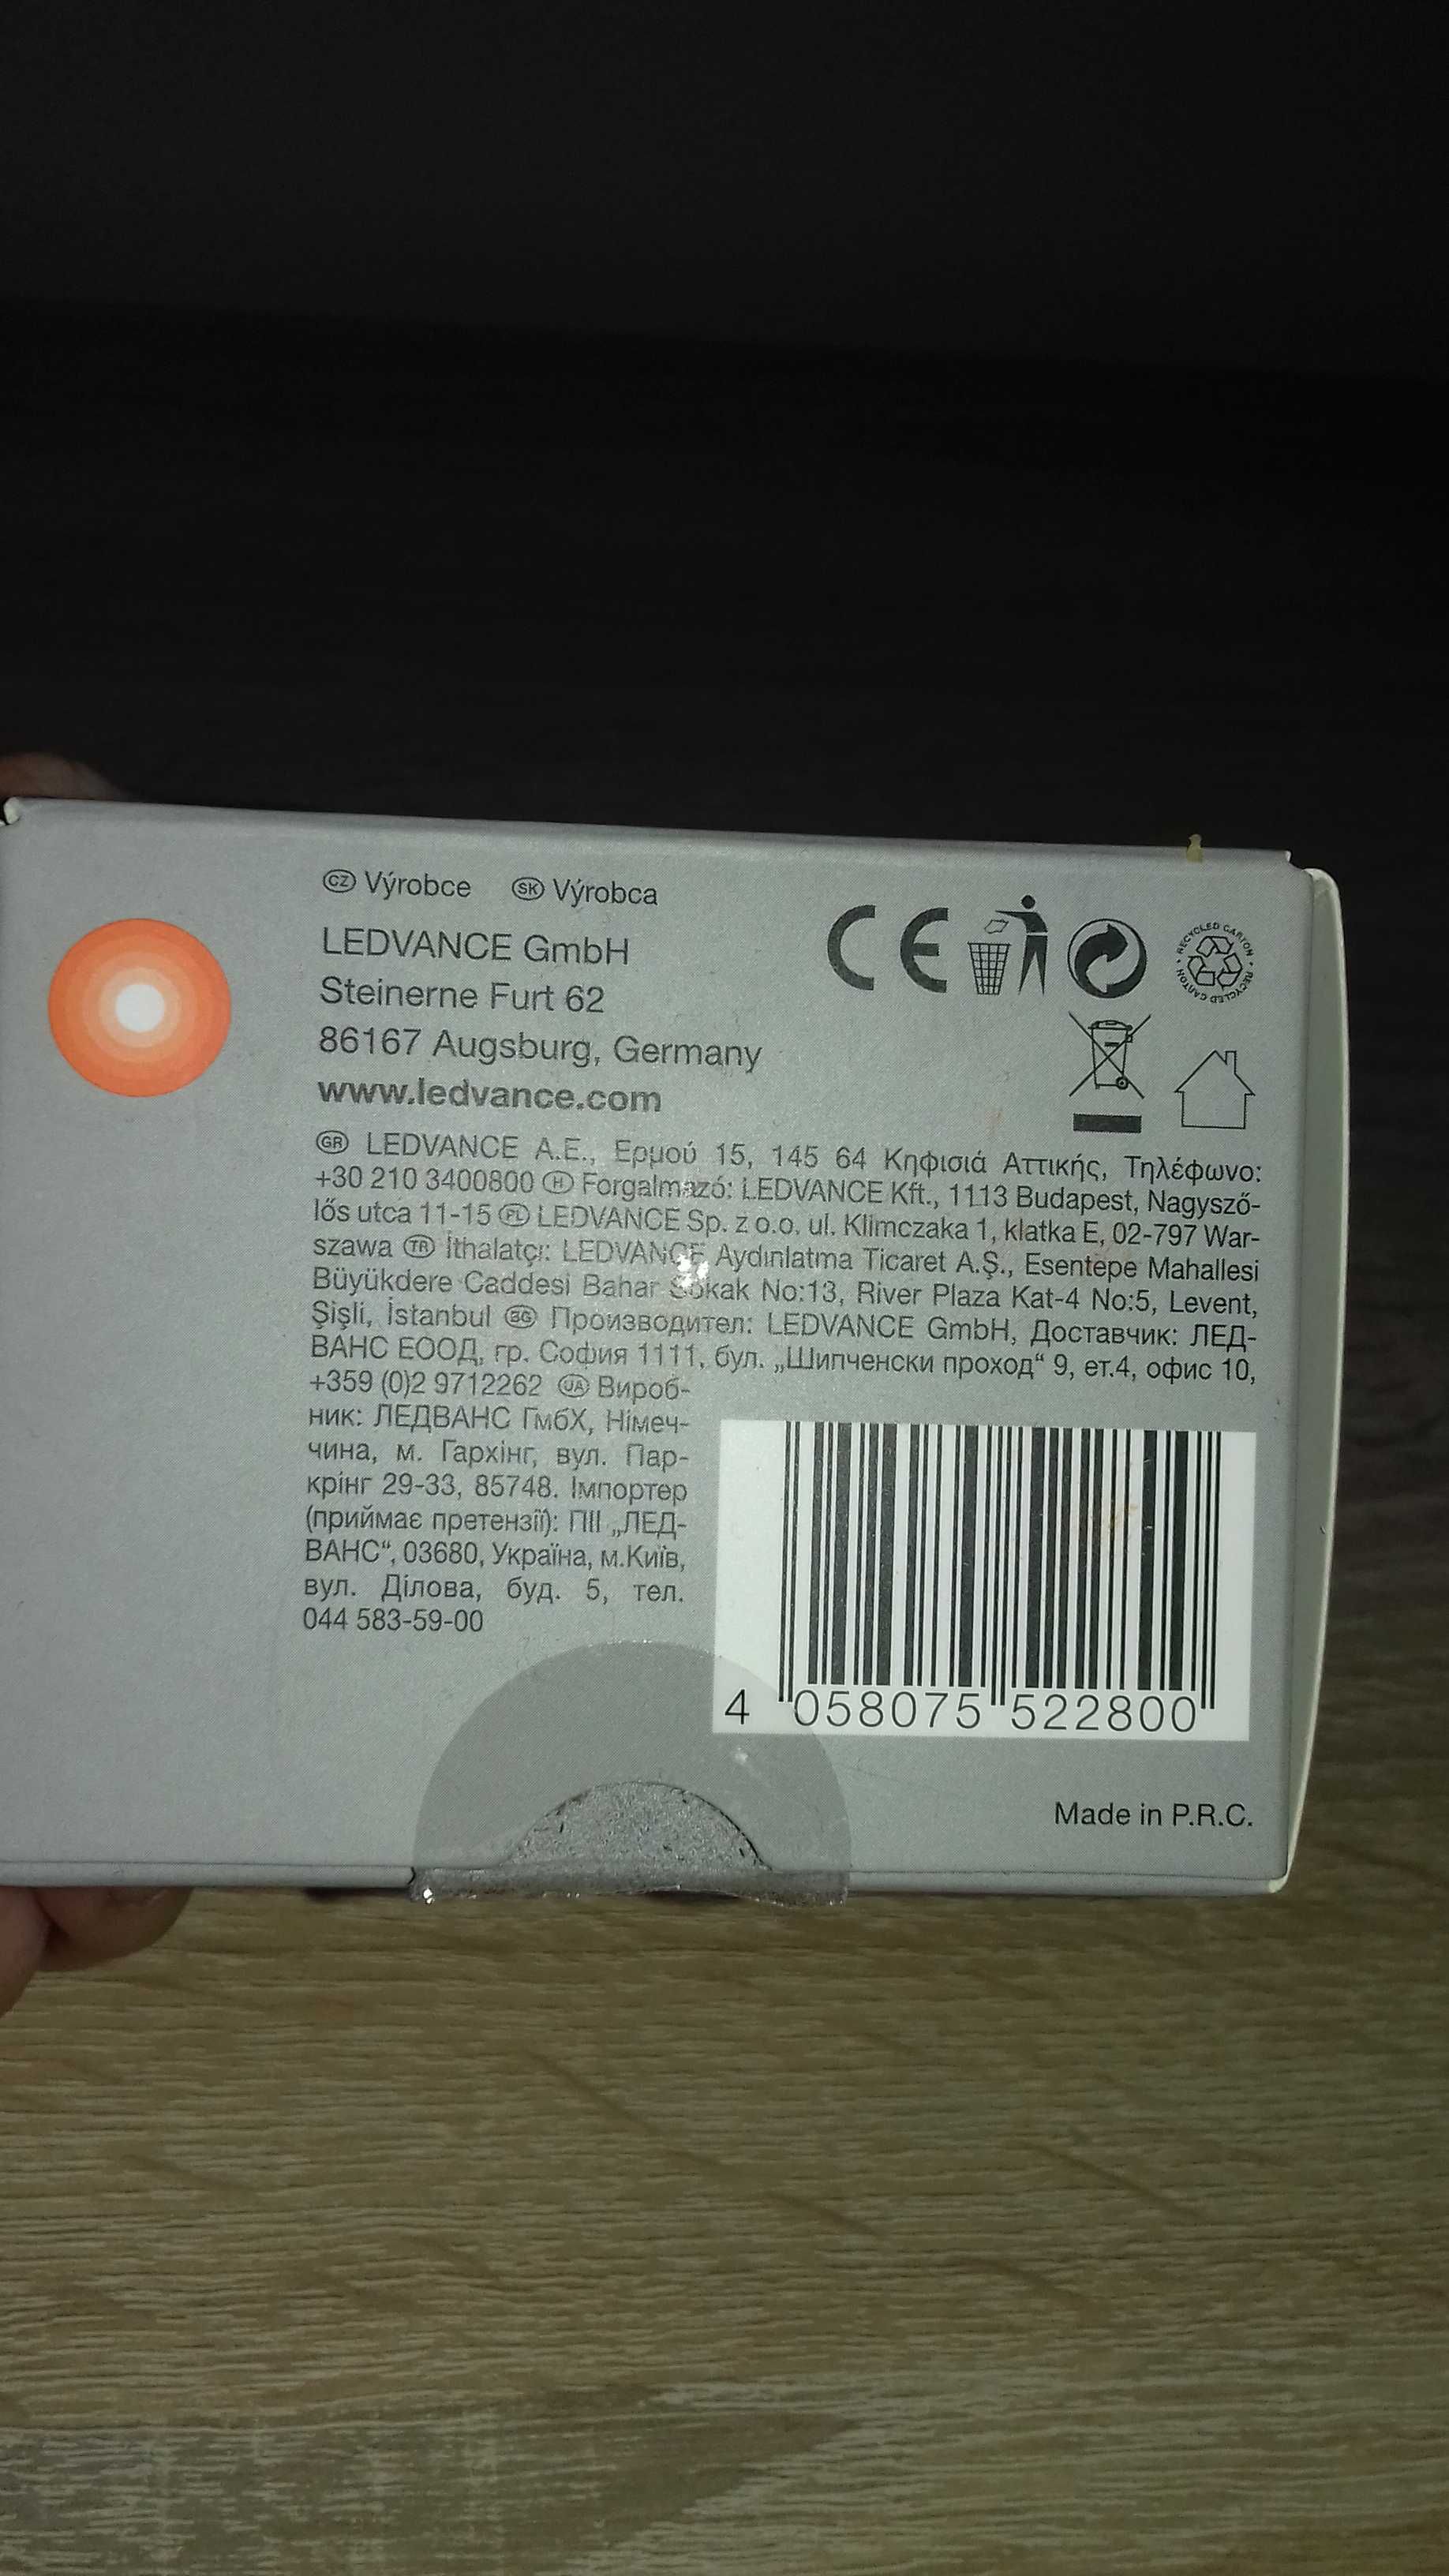 CZ Výrobce SK Výrobca
LEDVANCE GmbH
Steinerne Furt 62
86167 Augsburg, Germany
www.ledvance.com
CE
RECYCLED CARTON • RECYCLED CARTON •
GR LEDVANCE A.E., Ερμού 15, 145 64 Κηφισιά Αττικής, Τηλέφωνο:
+30 210 3400800 H Forgalmazó: LEDVANCE Kft., 1113 Budapest, Nagysző-
lős utca 11-15 PL LEDVANCE Sp. z o.o. ul. Klimczaka 1, klatka E, 02-797 War-
szawa TR İthalatçı: LEDVANCE Aydınlatma Ticaret A.Ş., Esentepe Mahallesi
Büyükdere Caddesi Bahar Sokak No:13, River Plaza Kat-4 No:5, Levent,
Şişli, İstanbul BG Производител: LEDVANCE GmbH, Доставчик: ЛЕД-
ВАНС ЕООД, гр. София 1111, бул. „Шипченски проход“ 9, ет.4, офис 10,
+359 (0)2 9712262 UA Вироб-
ник: ЛЕДВАНС ГмбХ, Німеч-
чина, м. Гархінг, вул. Пар-
крінг 29-33, 85748. Імпортер
(приймає претензії): ПІІ „ЛЕД-
ВАНС“, 03680, Україна, м.Київ,
вул. Ділова, буд. 5, тел.
044 583-59-00
4 058075 522800
Made in P.R.C.